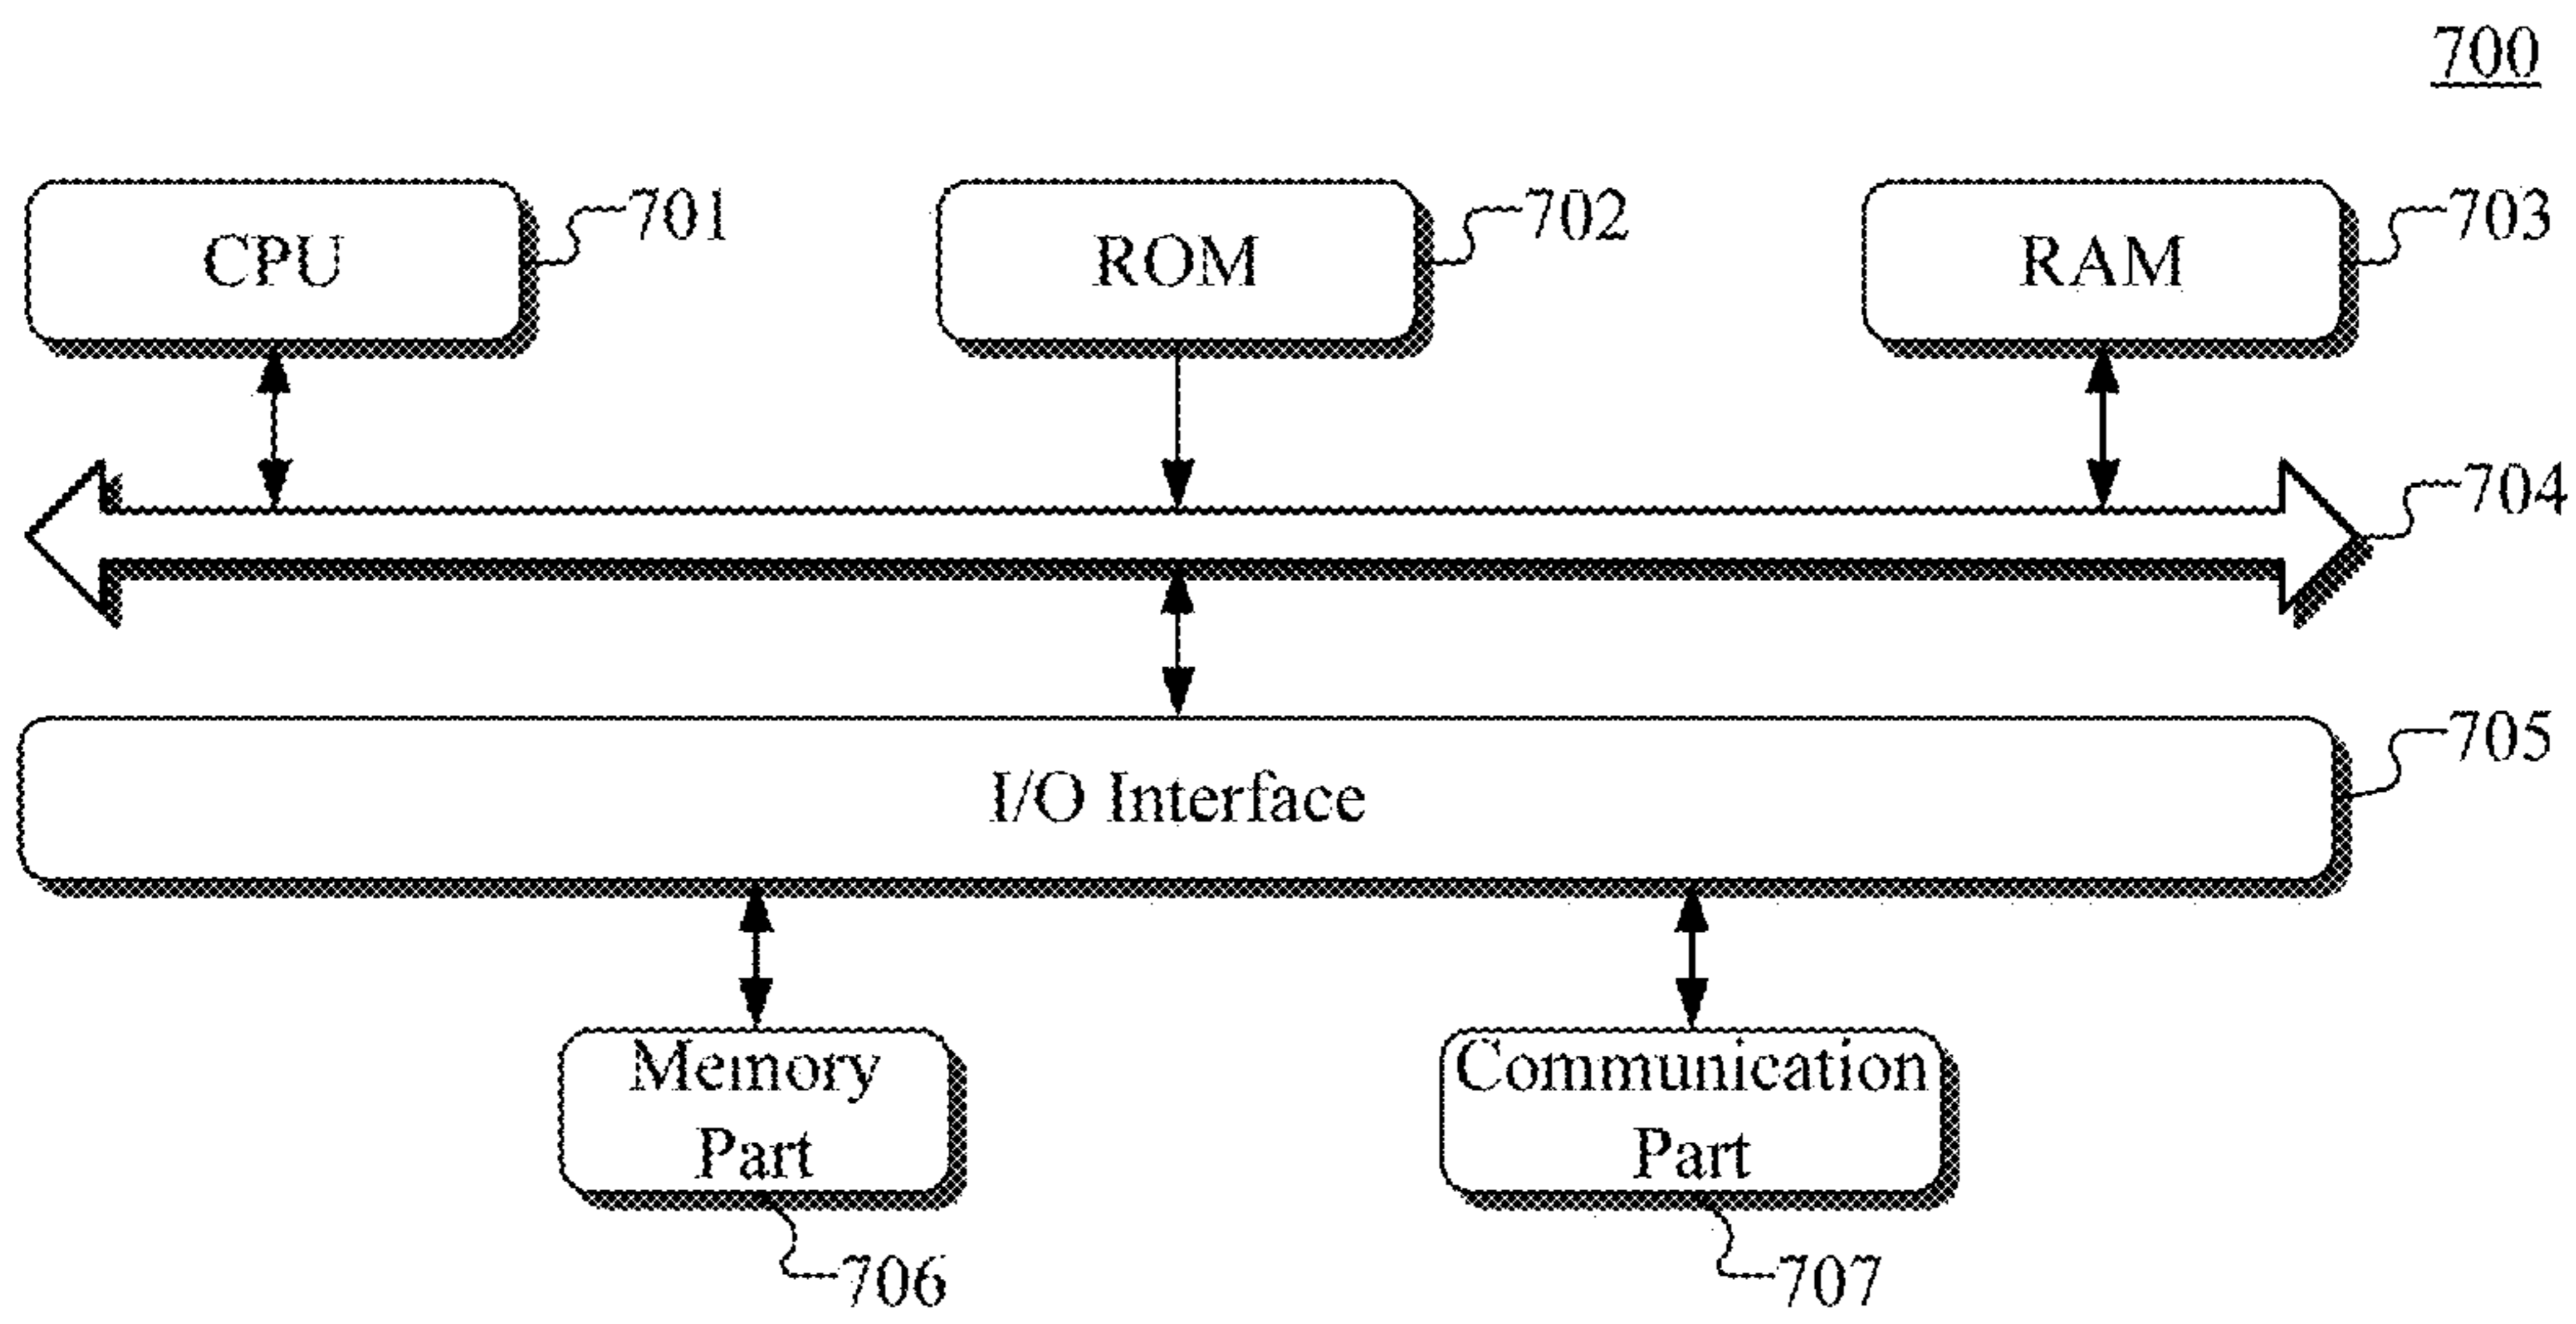 700
CPU
701
ROM
702
RAM
703
704
I/O Interface
705
Memory
Part
706
Communication
Part
707